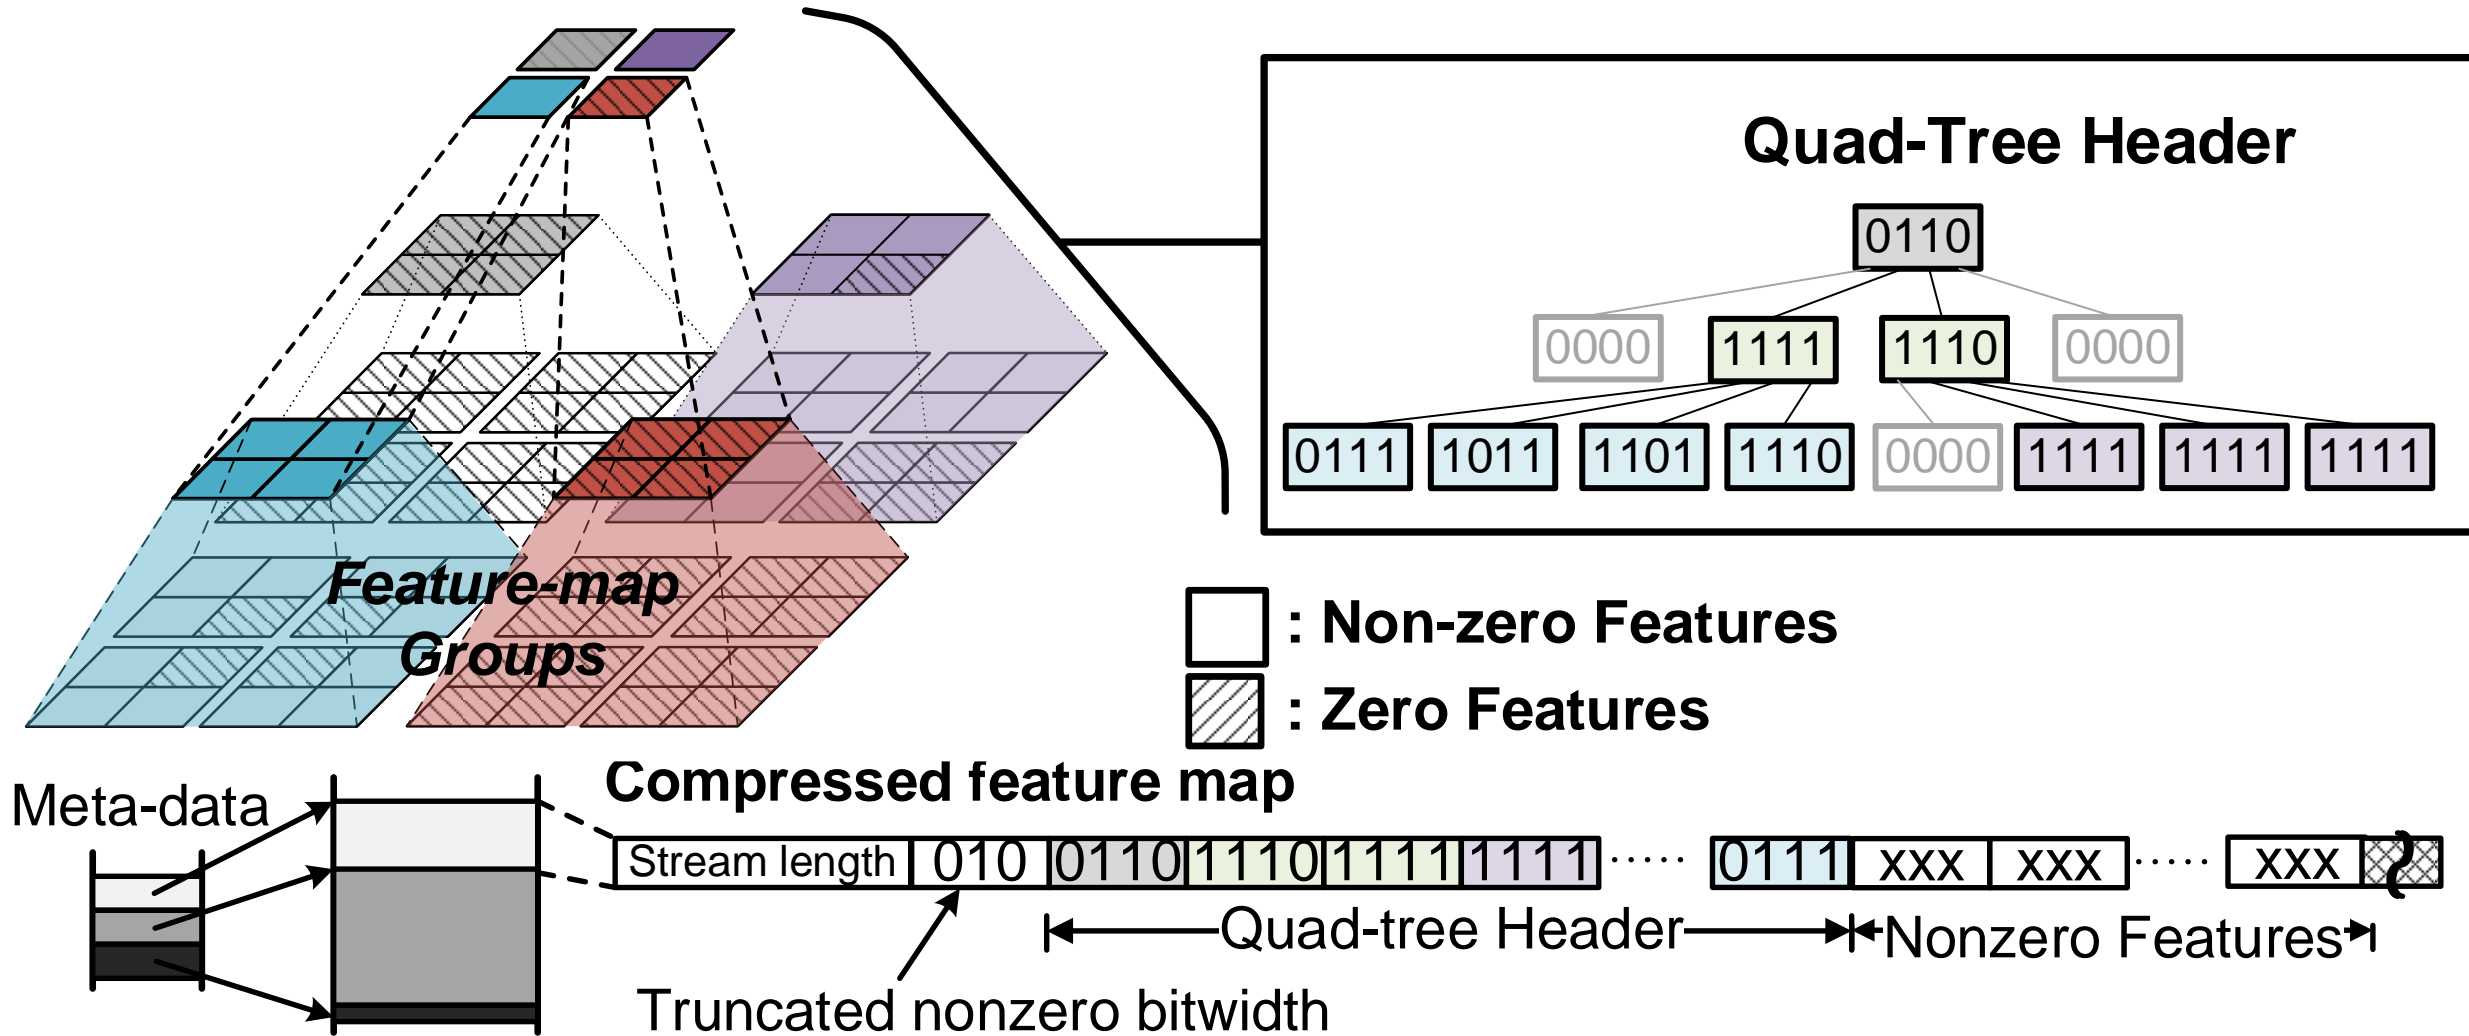 Quad-Tree Header
0110
0000 1111 1110 0000
0111 1011 1101 1110 0000 1111 1111 1111
Feature-map
Groups
: Non-zero Features
: Zero Features
Compressed feature map
Meta-data
Stream length 010 0110 1110 1111 1111 ····· 0111 xxx xxx ····· xxx
Quad-tree Header
Nonzero Features
Truncated nonzero bitwidth